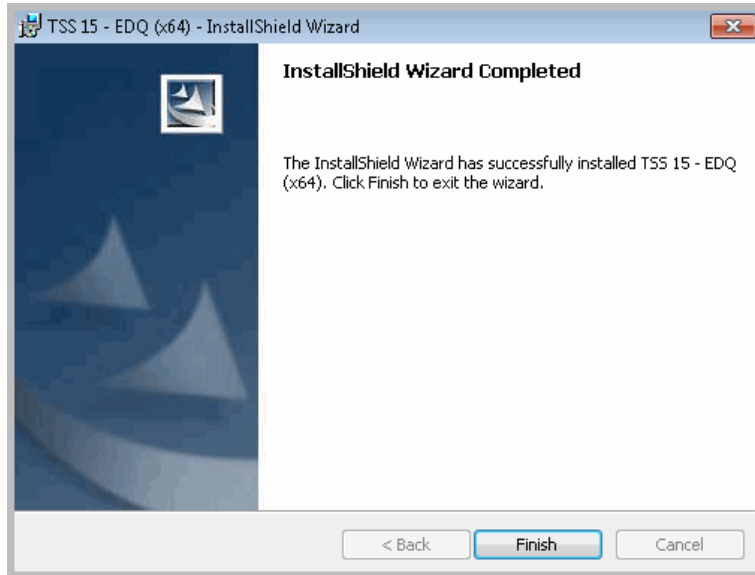 TSS 15 - EDQ (x64) - InstallShield Wizard
InstallShield Wizard Completed
The InstallShield Wizard has successfully installed TSS 15 - EDQ
(x64). Click Finish to exit the wizard.
< Back
Finish
Cancel